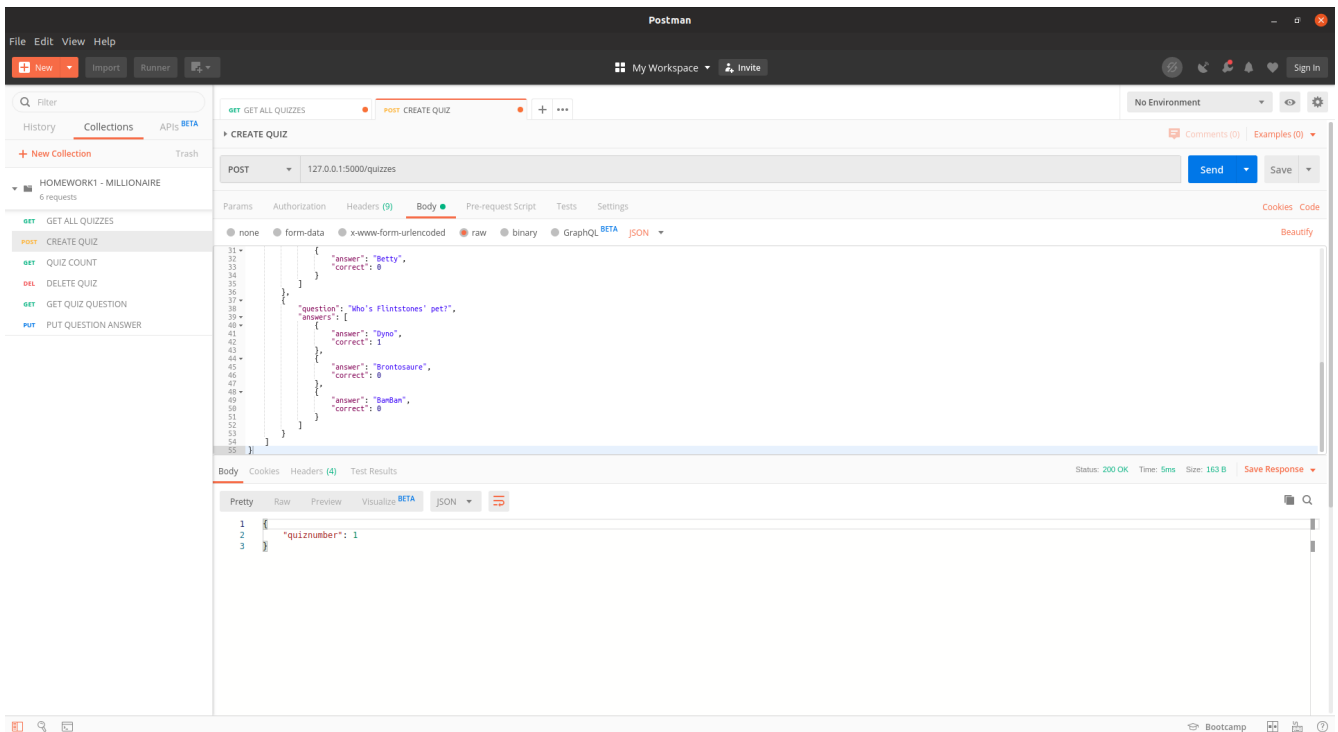 Postman
File Edit View Help
New Import Runner My Workspace Invite Sign In
Filter
History Collections APIs BETA
+ New Collection Trash
HOMEWORK1 - MILLIONAIRE
6 requests
GET GET ALL QUIZZES
POST CREATE QUIZ
GET QUIZ COUNT
DEL DELETE QUIZ
GET GET QUIZ QUESTION
PUT PUT QUESTION ANSWER
GET GET ALL QUIZZES POST CREATE QUIZ + ••• No Environment
CREATE QUIZ Comments (0) Examples (0)
POST 127.0.0.1:5000/quizzes Send Save
Params Authorization Headers (9) Body Pre-request Script Tests Settings Cookies Code
none form-data x-www-form-urlencoded raw binary GraphQL BETA JSON Beautify
31 {
32 "answer": "Betty",
33 "correct": 0
34 }
35 ]
36 },
37 {
38 "question": "Who's Flintstones' pet?",
39 "answers": [
40 {
41 "answer": "Dyno",
42 "correct": 1
43 },
44 {
45 "answer": "Brontosaure",
46 "correct": 0
47 },
48 {
49 "answer": "BamBam",
50 "correct": 0
51 }
52 ]
53 }
54 ]
55 }
Body Cookies Headers (4) Test Results Status: 200 OK Time: 5ms Size: 163 B Save Response
Pretty Raw Preview Visualize BETA JSON
1 {
2 "quiznumber": 1
3 }
Bootcamp